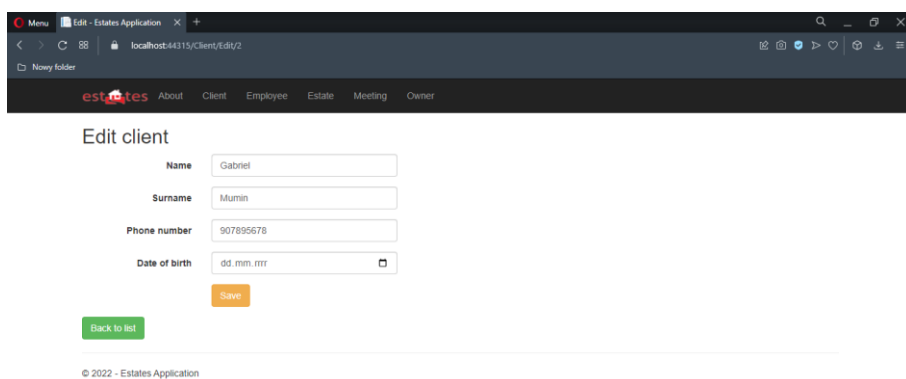 Menu Edit - Estates Application
88 localhost:44315/Client/Edit/2
Nowy folder
estates About Client Employee Estate Meeting Owner
Edit client
Name Gabriel
Surname Mumin
Phone number 907895678
Date of birth dd.mm.rrrr
Save
Back to list
© 2022 - Estates Application